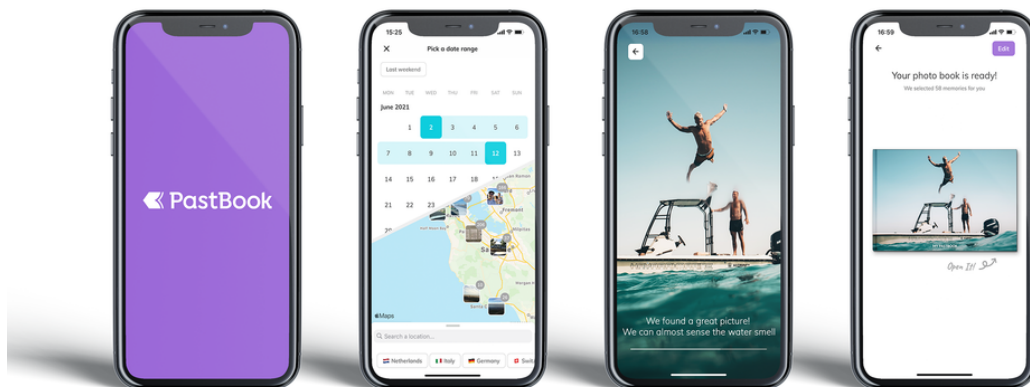 PastBook
15:25
Pick a date range
Last weekend
MON TUE WED THU FRI SAT SUN
June 2021
1 2 3 4 5 6
7 8 9 10 11 12 13
14 15 16 17 18
21 22 23
Fremont
Maps
Search a location...
Netherlands Italy Germany
16:58
We found a great picture!
We can almost sense the water smell
16:59
Edit
Your photo book is ready!
We selected 58 memories for you
Open It!